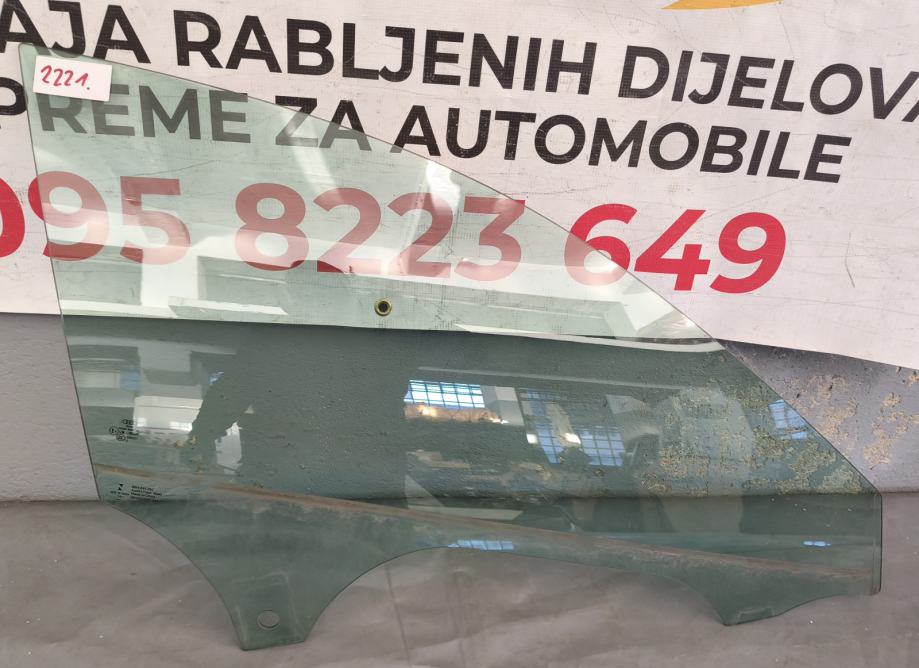 AJA RABLJENIH DIJELOVA
PREME ZA AUTOMOBILE
2221.
095 8223 649